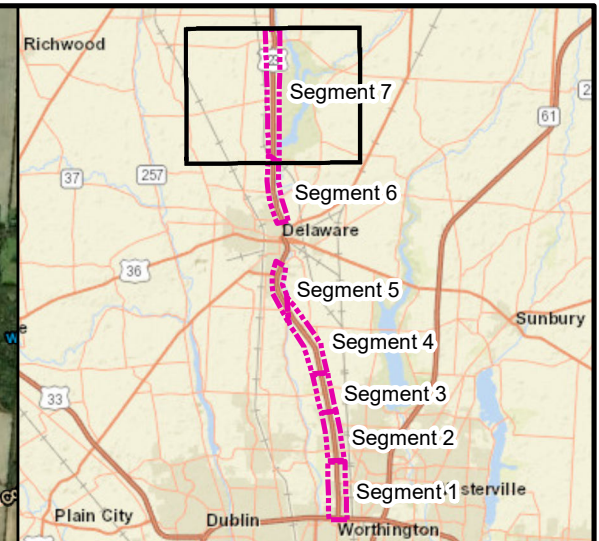 Richwood
Segment 7
61
37
257
Segment 6
Delaware
36
Segment 5
Sunbury
Segment 4
33
Segment 3
Segment 2
Segment 1
sterville
Plain City
Dublin
Worthington